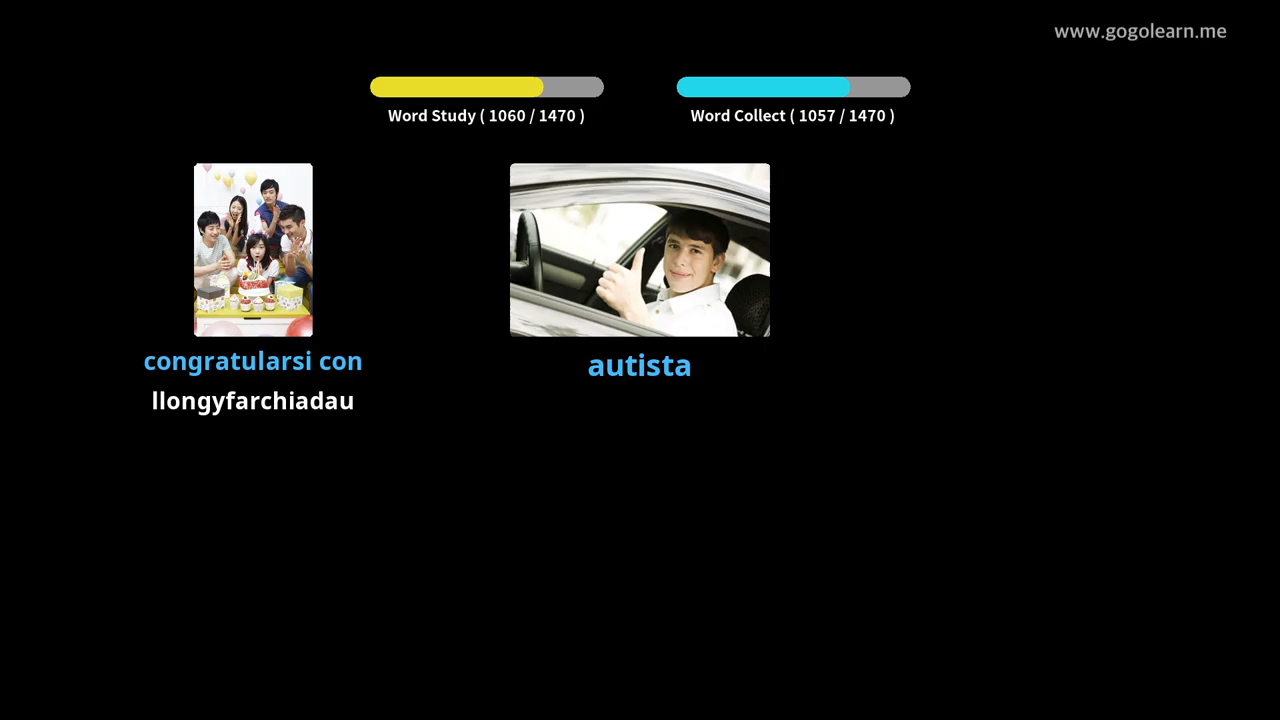 www.gogolearn.me
Word Study ( 1060 / 1470 )
Word Collect ( 1057 / 1470 )
congratularsi con
llongyfarchiadau
autista